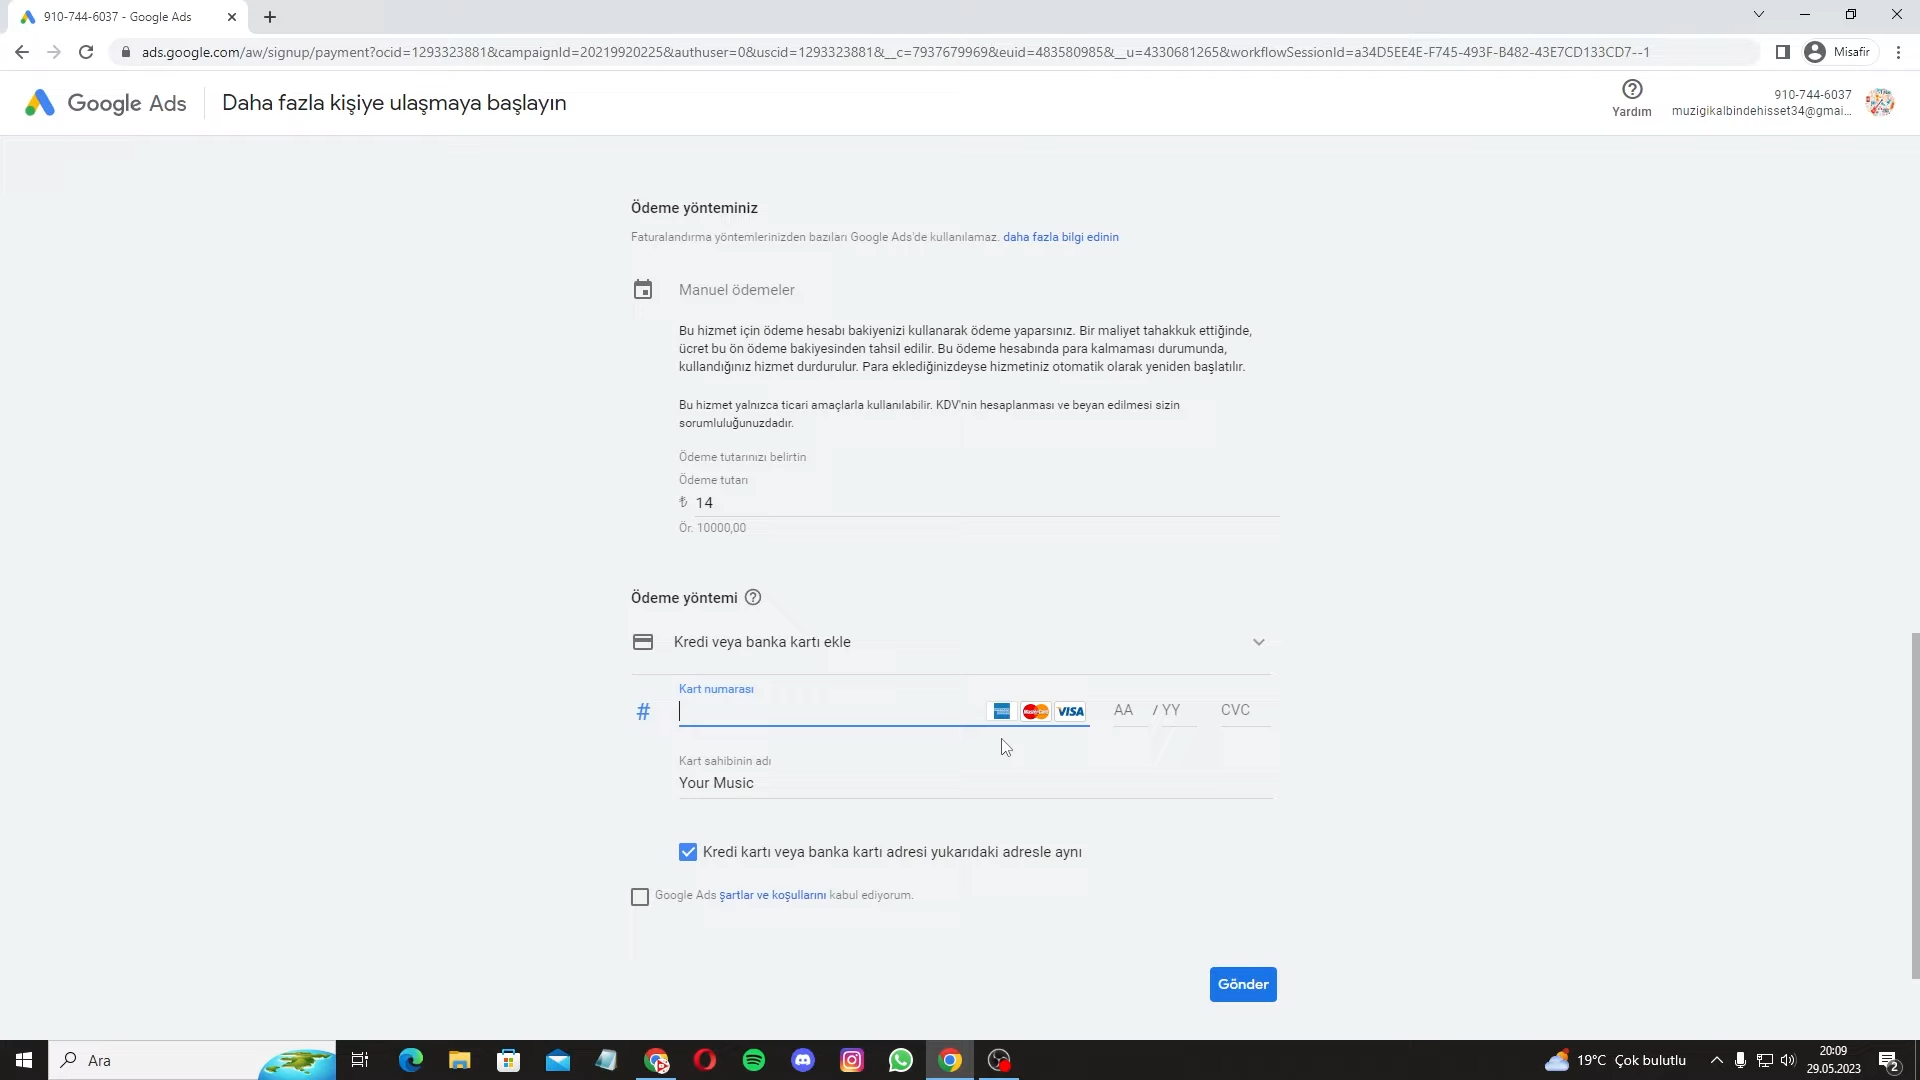 910-744-6037 - Google Ads
ads.google.com/aw/signup/payment?ocid=1293323881&campaignId=20219920225&authuser=0&uscid=1293323881&__c=7937679969&euid=483580985&__u=4330681265&workflowSessionId=a34D5EE4E-F745-493F-B482-43E7CD133CD7--1
Misafir
Google Ads
Daha fazla kişiye ulaşmaya başlayın
Yardım
910-744-6037
muzigikalbindehisset34@gmai...
Ödeme yönteminiz
Faturalandırma yöntemlerinizden bazıları Google Ads'de kullanılamaz. daha fazla bilgi edinin
Manuel ödemeler
Bu hizmet için ödeme hesabı bakiyenizi kullanarak ödeme yaparsınız. Bir maliyet tahakkuk ettiğinde,
ücret bu ön ödeme bakiyesinden tahsil edilir. Bu ödeme hesabında para kalmaması durumunda,
kullandığınız hizmet durdurulur. Para eklediğinizdeyse hizmetiniz otomatik olarak yeniden başlatılır.
Bu hizmet yalnızca ticari amaçlarla kullanılabilir. KDV'nin hesaplanması ve beyan edilmesi sizin
sorumluluğunuzdadır.
Ödeme tutarınızı belirtin
Ödeme tutarı
₺ 14
Ör. 10000,00
Ödeme yöntemi
Kredi veya banka kartı ekle
Kart numarası
# MasterCard VISA AA / YY CVC
Kart sahibinin adı
Your Music
Kredi kartı veya banka kartı adresi yukarıdaki adresle aynı
Google Ads şartlar ve koşullarını kabul ediyorum.
Gönder
Ara
19°C Çok bulutlu
20:09
29.05.2023
2